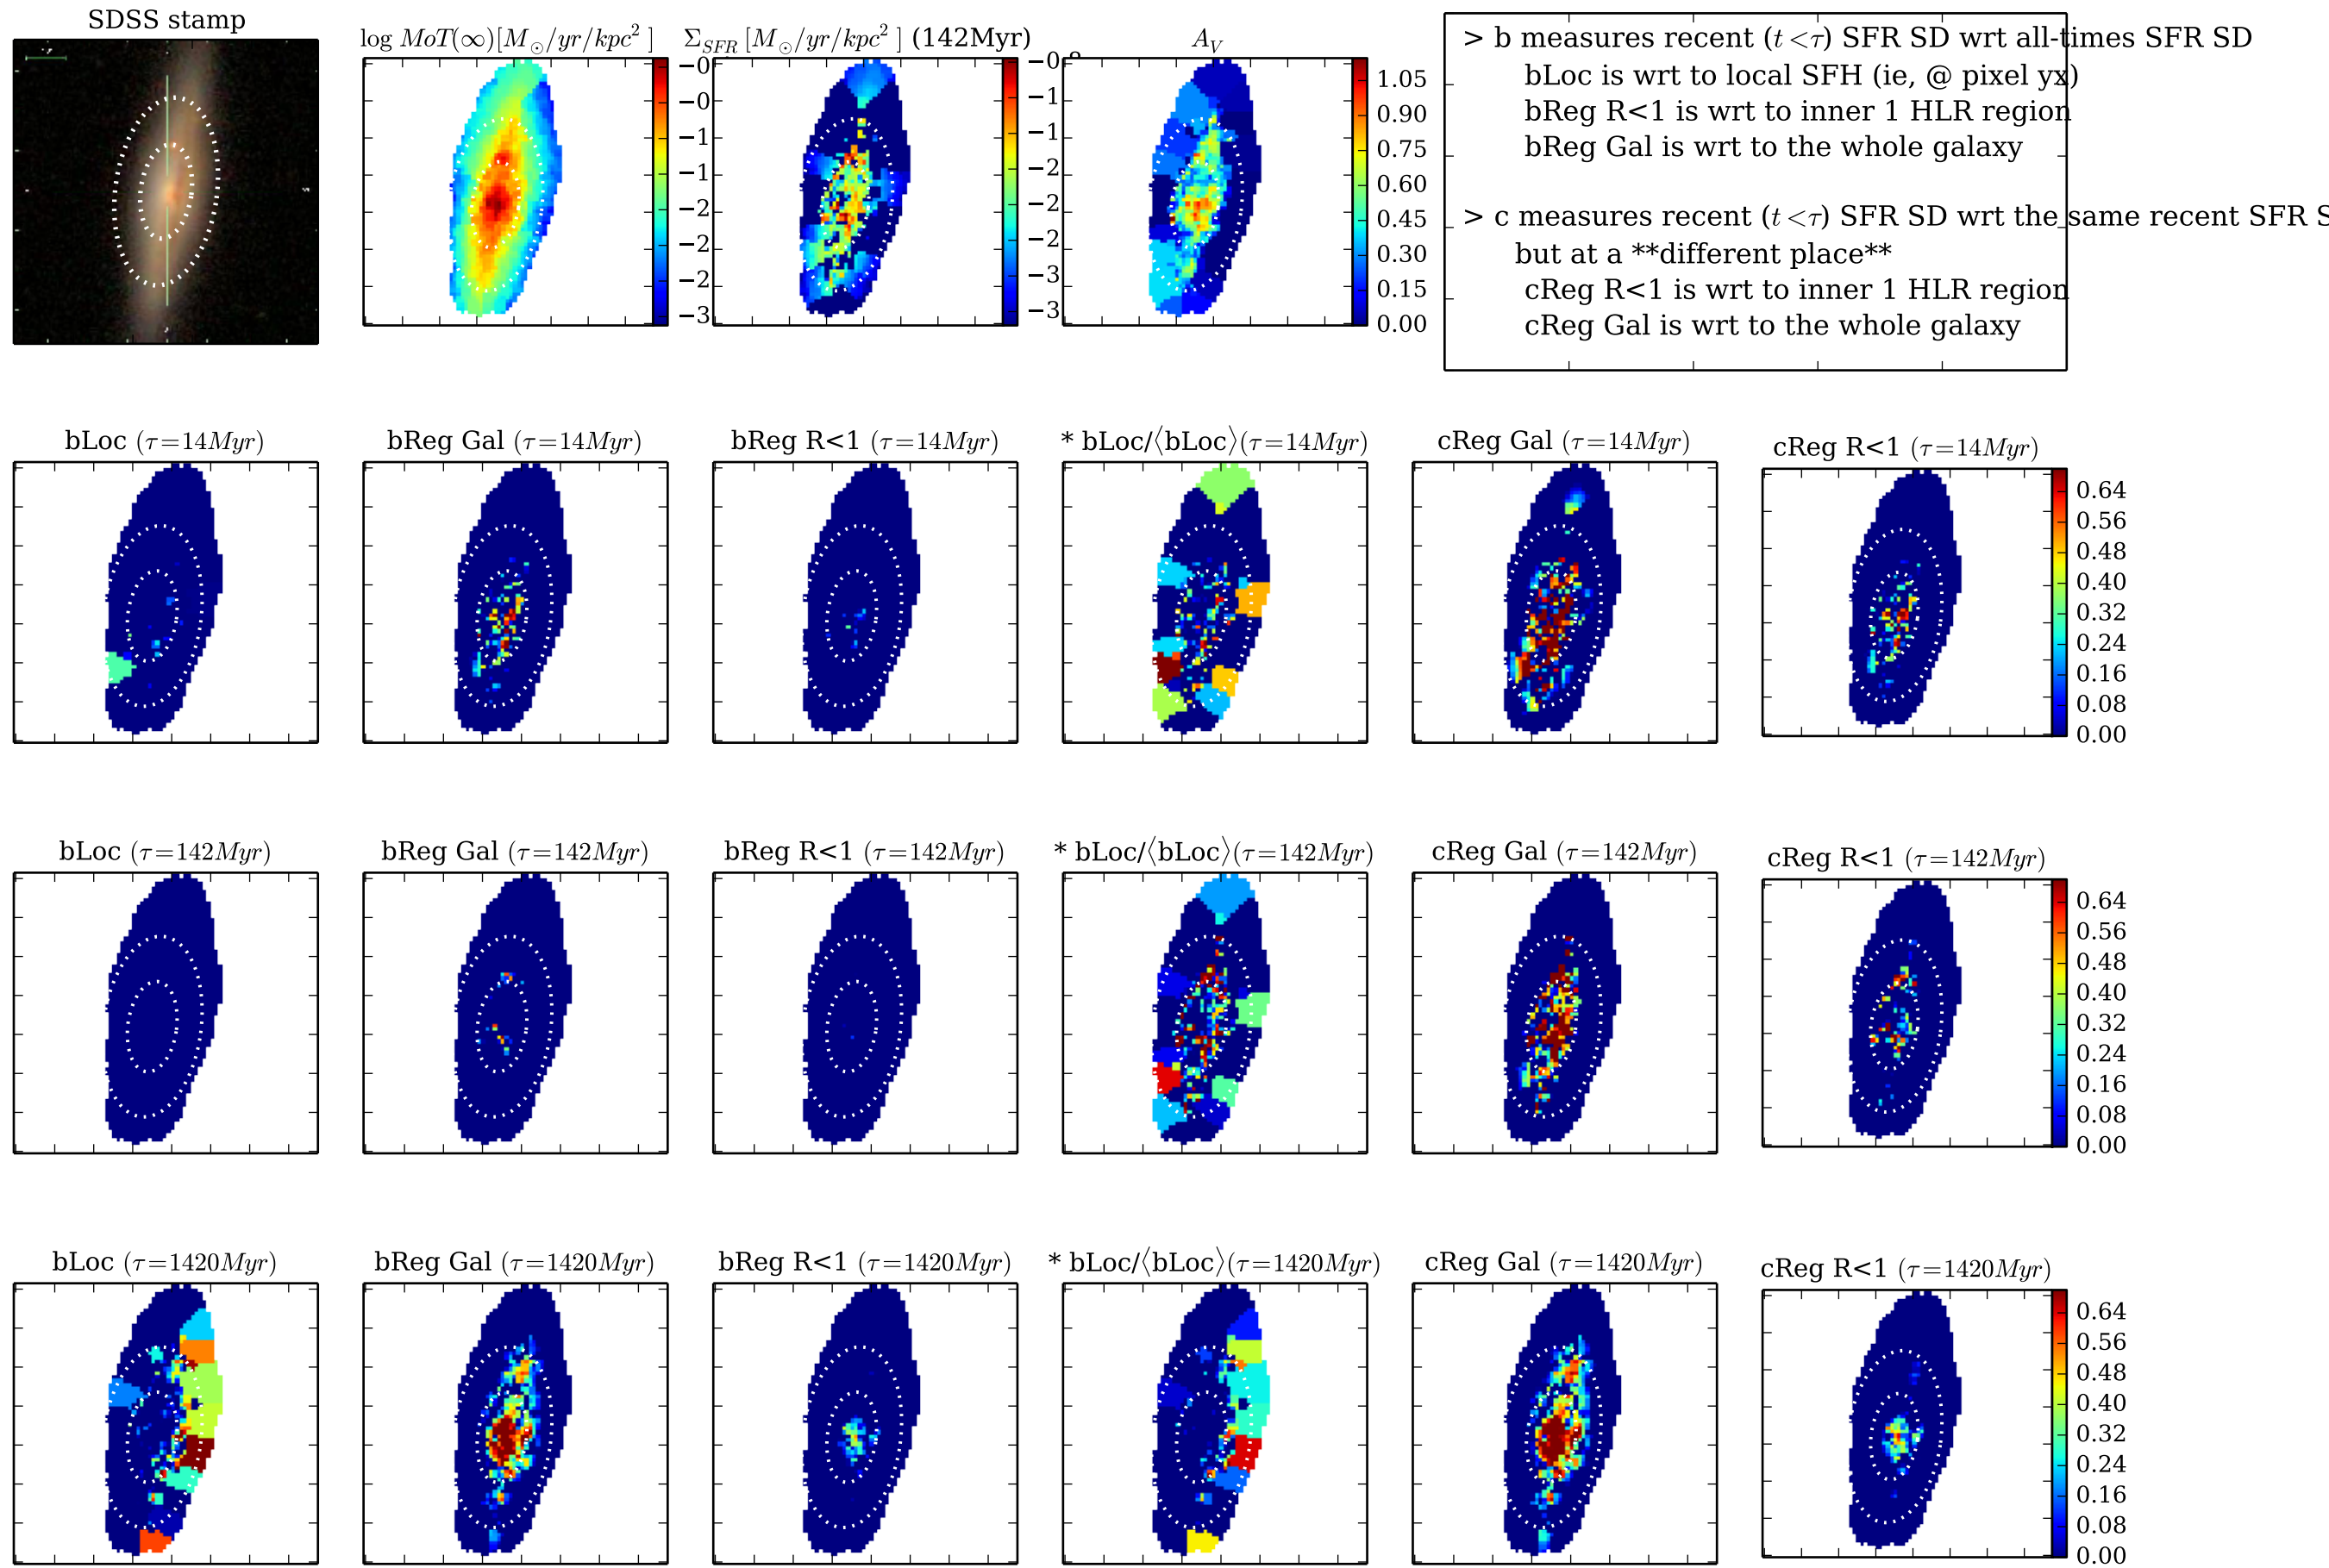 SDSS stamp
log MoT(∞)[M⊙/yr/kpc² ]
Σ_SFR [M⊙/yr/kpc² ] (142Myr)
A_V
−0
−0
−1
−1
−2
−2
−2
−3
−0
−1
−1
−2
−2
−2
−3
−3
1.05
0.90
0.75
0.60
0.45
0.30
0.15
0.00
> b measures recent (t <τ) SFR SD wrt all-times SFR SD
bLoc is wrt to local SFH (ie, @ pixel yx)
bReg R<1 is wrt to inner 1 HLR region
bReg Gal is wrt to the whole galaxy
> c measures recent (t <τ) SFR SD wrt the same recent SFR S
but at a **different place**
cReg R<1 is wrt to inner 1 HLR region
cReg Gal is wrt to the whole galaxy
bLoc (τ=14Myr)
bReg Gal (τ=14Myr)
bReg R<1 (τ=14Myr)
* bLoc/⟨bLoc⟩(τ=14Myr)
cReg Gal (τ=14Myr)
cReg R<1 (τ=14Myr)
0.64
0.56
0.48
0.40
0.32
0.24
0.16
0.08
0.00
bLoc (τ=142Myr)
bReg Gal (τ=142Myr)
bReg R<1 (τ=142Myr)
* bLoc/⟨bLoc⟩(τ=142Myr)
cReg Gal (τ=142Myr)
cReg R<1 (τ=142Myr)
0.64
0.56
0.48
0.40
0.32
0.24
0.16
0.08
0.00
bLoc (τ=1420Myr)
bReg Gal (τ=1420Myr)
bReg R<1 (τ=1420Myr)
* bLoc/⟨bLoc⟩(τ=1420Myr)
cReg Gal (τ=1420Myr)
cReg R<1 (τ=1420Myr)
0.64
0.56
0.48
0.40
0.32
0.24
0.16
0.08
0.00